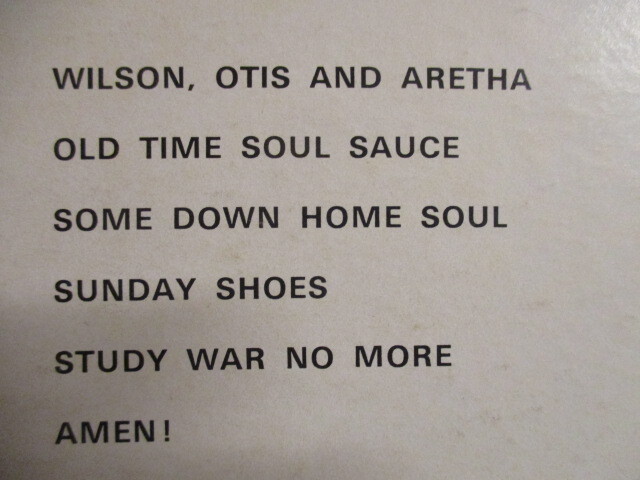 WILSON, OTIS AND ARETHA
OLD TIME SOUL SAUCE
SOME DOWN HOME SOUL
SUNDAY SHOES
STUDY WAR NO MORE
AMEN!